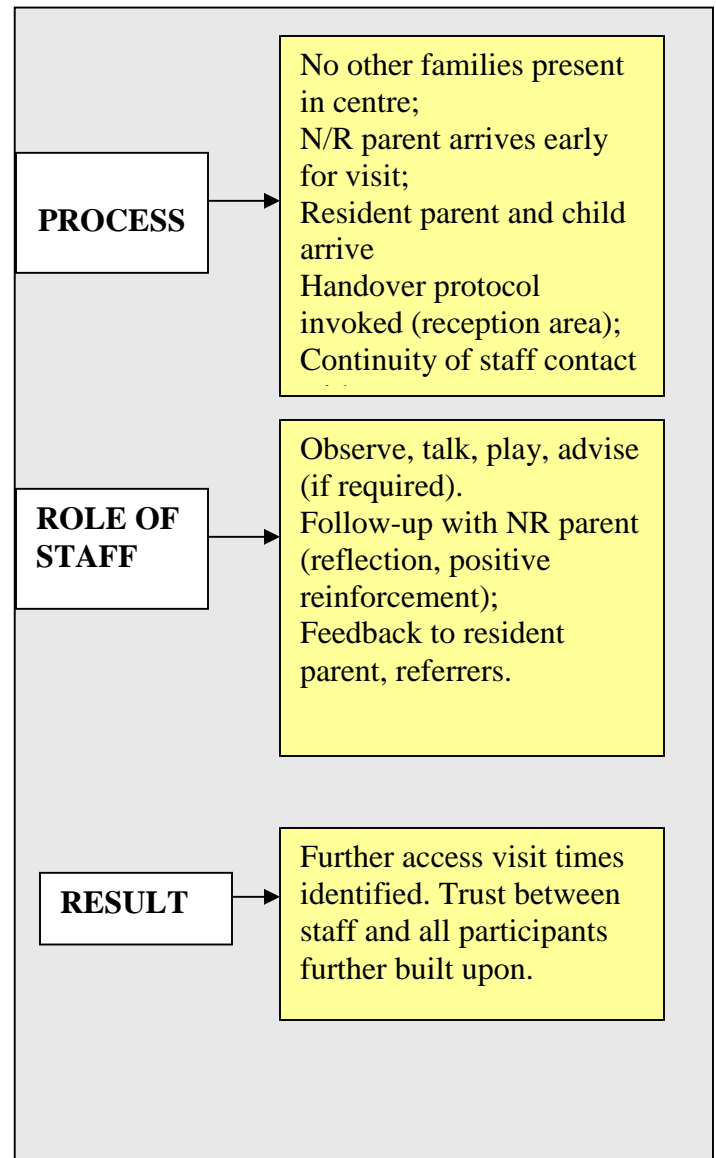 PROCESS
No other families present
in centre;
N/R parent arrives early
for visit;
Resident parent and child
arrive
Handover protocol
invoked (reception area);
Continuity of staff contact
ROLE OF
STAFF
Observe, talk, play, advise
(if required).
Follow-up with NR parent
(reflection, positive
reinforcement);
Feedback to resident
parent, referrers.
RESULT
Further access visit times
identified. Trust between
staff and all participants
further built upon.